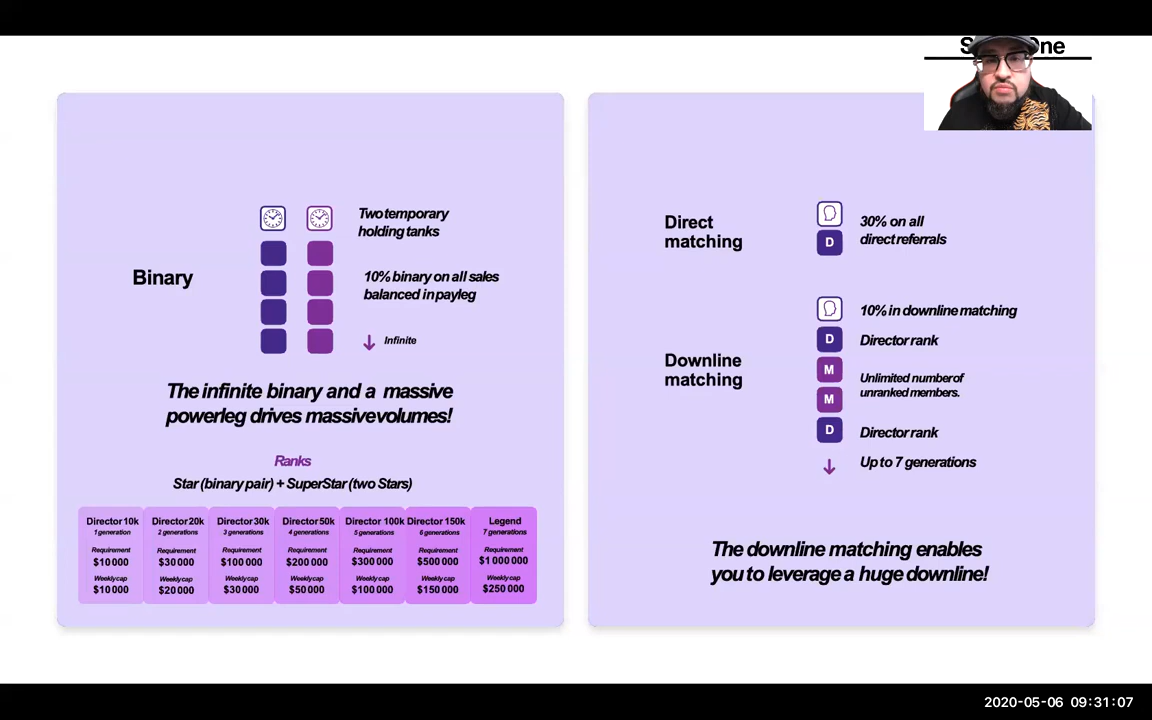 One
Two temporary
holding tanks
Binary
10% binary on all sales
balanced in payleg
Infinite
The infinite binary and a massive
powerleg drives massive volumes!
Ranks
Star (binary pair) + SuperStar (two Stars)
Director 10k Director 20k Director 30k Director 50k Director 100k Director 150k Legend
1 generation 2 generations 3 generations 4 generations 5 generations 6 generations 7 generations
Requirement Requirement Requirement Requirement Requirement Requirement Requirement
$10 000 $30 000 $100 000 $200 000 $300 000 $500 000 $1 000 000
Weekly cap Weekly cap Weekly cap Weekly cap Weekly cap Weekly cap Weekly cap
$10 000 $20 000 $30 000 $50 000 $100 000 $150 000 $250 000
Direct
matching
D
30% on all
direct referrals
Downline
matching
10% in downline matching
D Director rank
M
M
Unlimited number of
unranked members.
D Director rank
Up to 7 generations
The downline matching enables
you to leverage a huge downline!
2020-05-06 09:31:07